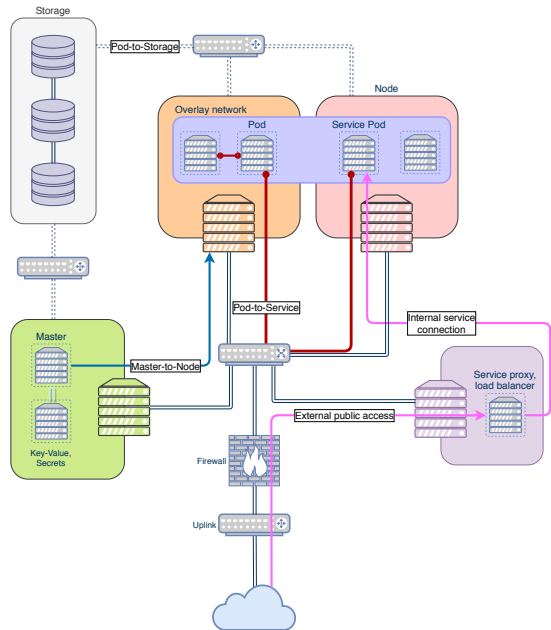 Storage
Pod-to-Storage
Node
Overlay network
Pod
Service Pod
Pod-to-Service
Internal service
connection
Master
Master-to-Node
Service proxy,
load balancer
External public access
Key-Value,
Secrets
Firewall
Uplink